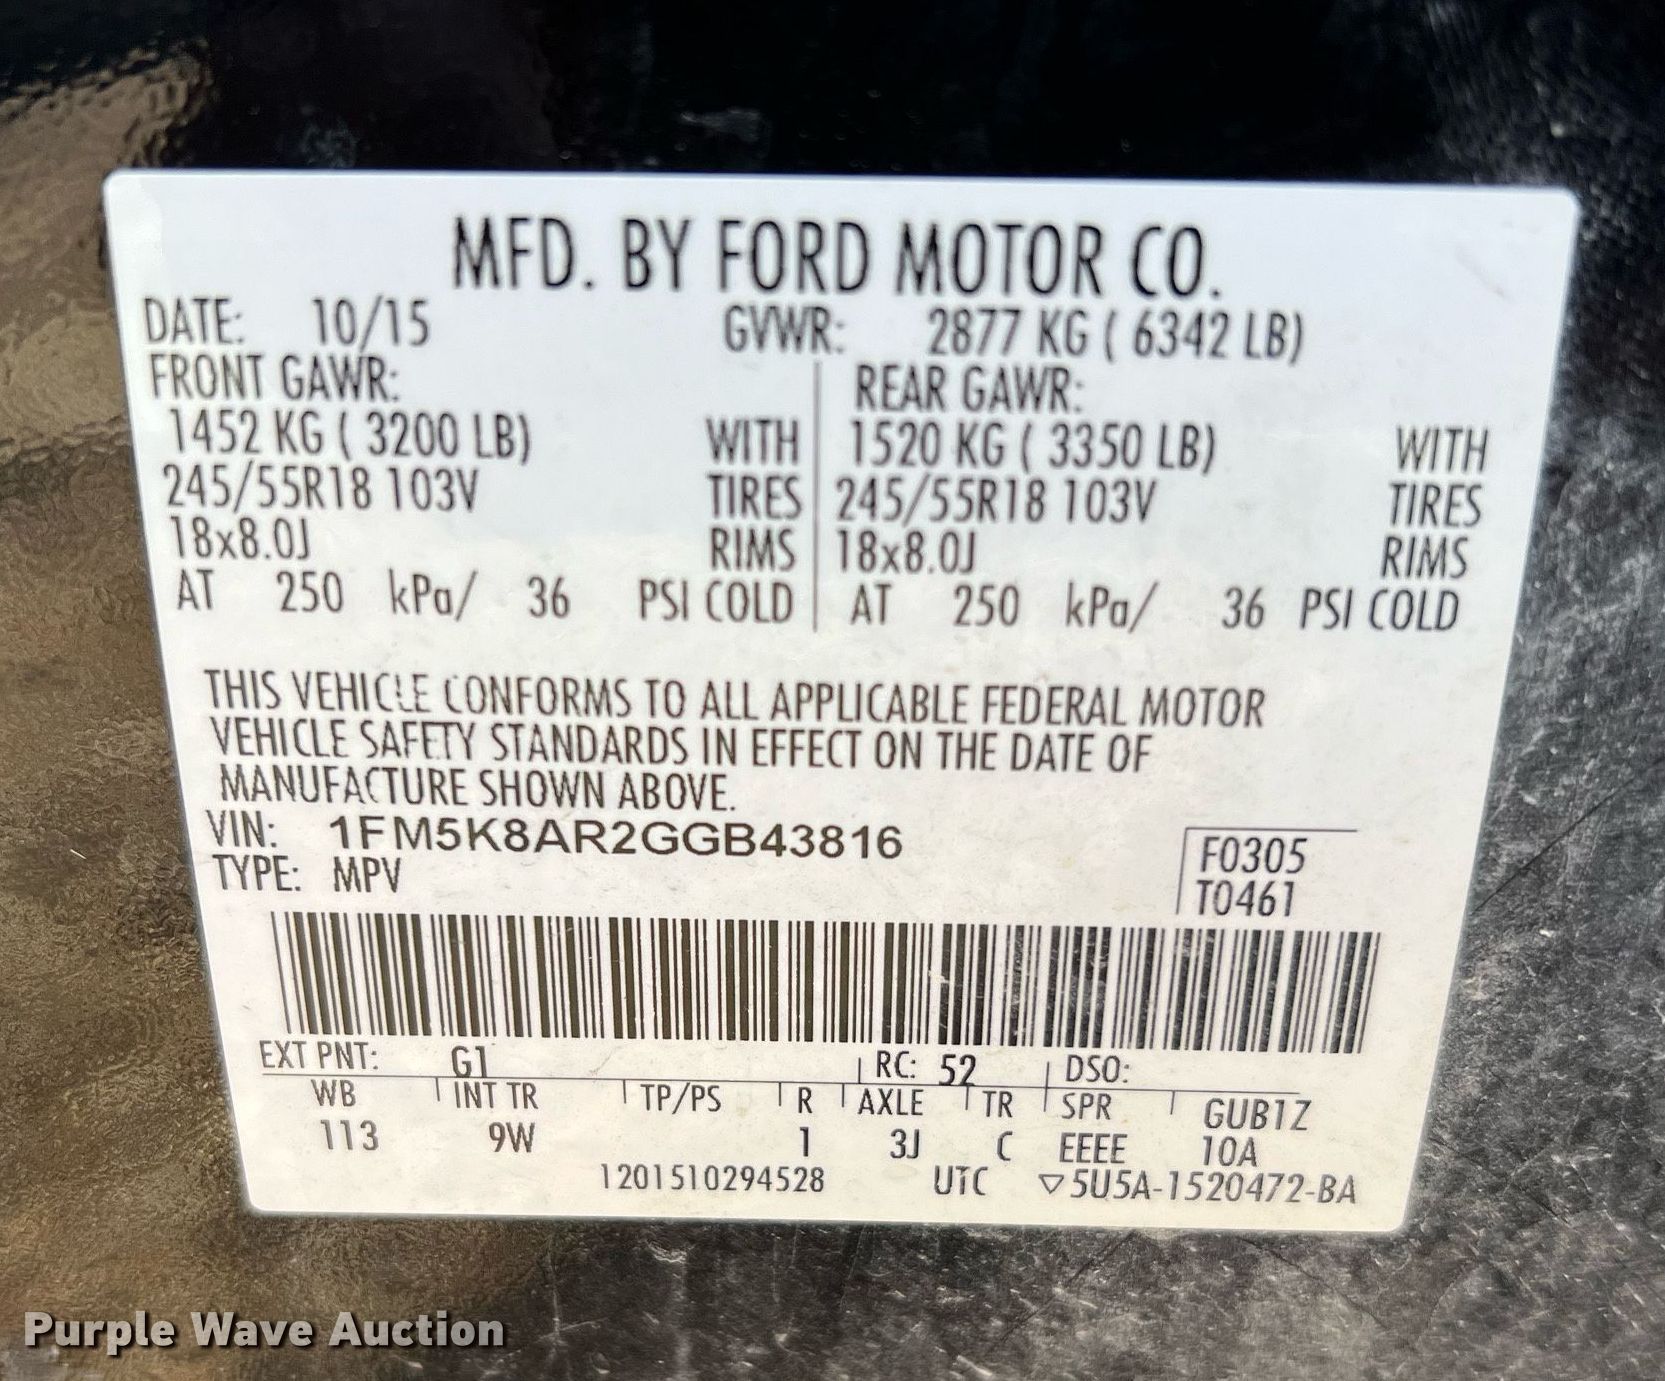 MFD. BY FORD MOTOR CO.
DATE: 10/15 GVWR: 2877 KG ( 6342 LB)
FRONT GAWR: REAR GAWR:
1452 KG ( 3200 LB) WITH 1520 KG ( 3350 LB) WITH
245/55R18 103V TIRES 245/55R18 103V TIRES
18x8.0J RIMS 18x8.0J RIMS
AT 250 kPa/ 36 PSI COLD AT 250 kPa/ 36 PSI COLD
THIS VEHICLE CONFORMS TO ALL APPLICABLE FEDERAL MOTOR
VEHICLE SAFETY STANDARDS IN EFFECT ON THE DATE OF
MANUFACTURE SHOWN ABOVE.
VIN: 1FM5K8AR2GGB43816 F0305
TYPE: MPV T0461
EXT PNT: G1 RC: 52 DSO:
WB INT TR TP/PS R AXLE TR SPR GUB1Z
113 9W 1 3J C EEEE 10A
1201510294528 UTC ▽5U5A-1520472-BA
Purple Wave Auction